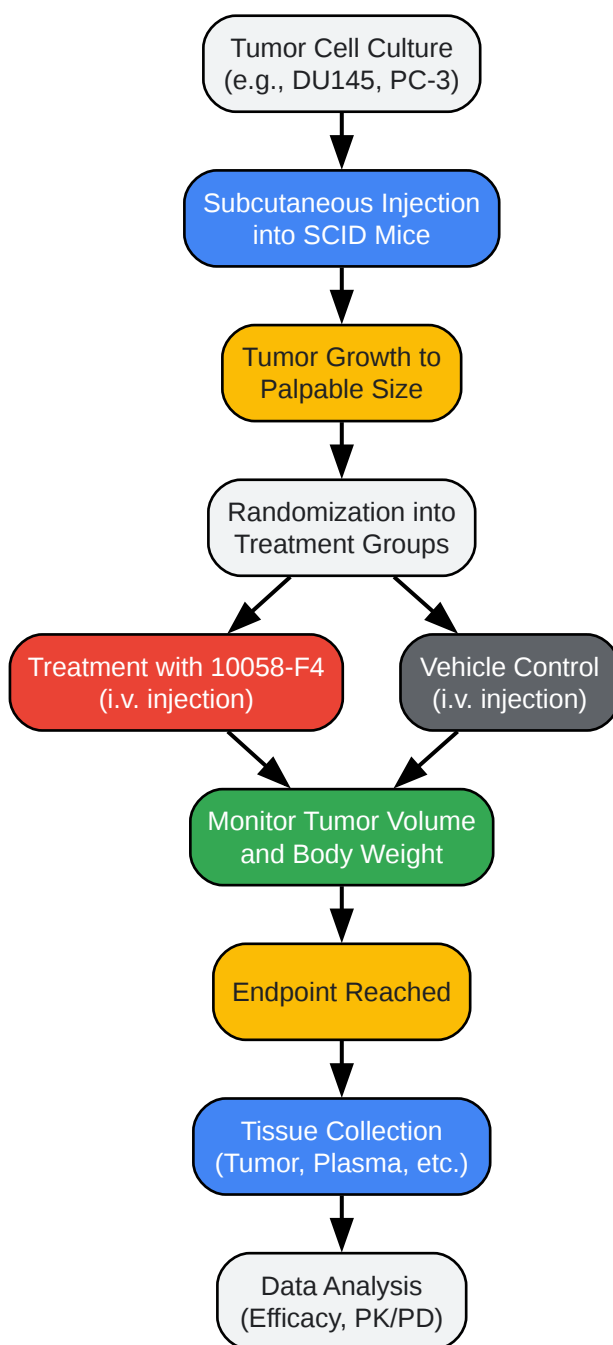 Tumor Cell Culture
(e.g., DU145, PC-3)
Subcutaneous Injection
into SCID Mice
Tumor Growth to
Palpable Size
Randomization into
Treatment Groups
Treatment with 10058-F4
(i.v. injection)
Vehicle Control
(i.v. injection)
Monitor Tumor Volume
and Body Weight
Endpoint Reached
Tissue Collection
(Tumor, Plasma, etc.)
Data Analysis
(Efficacy, PK/PD)